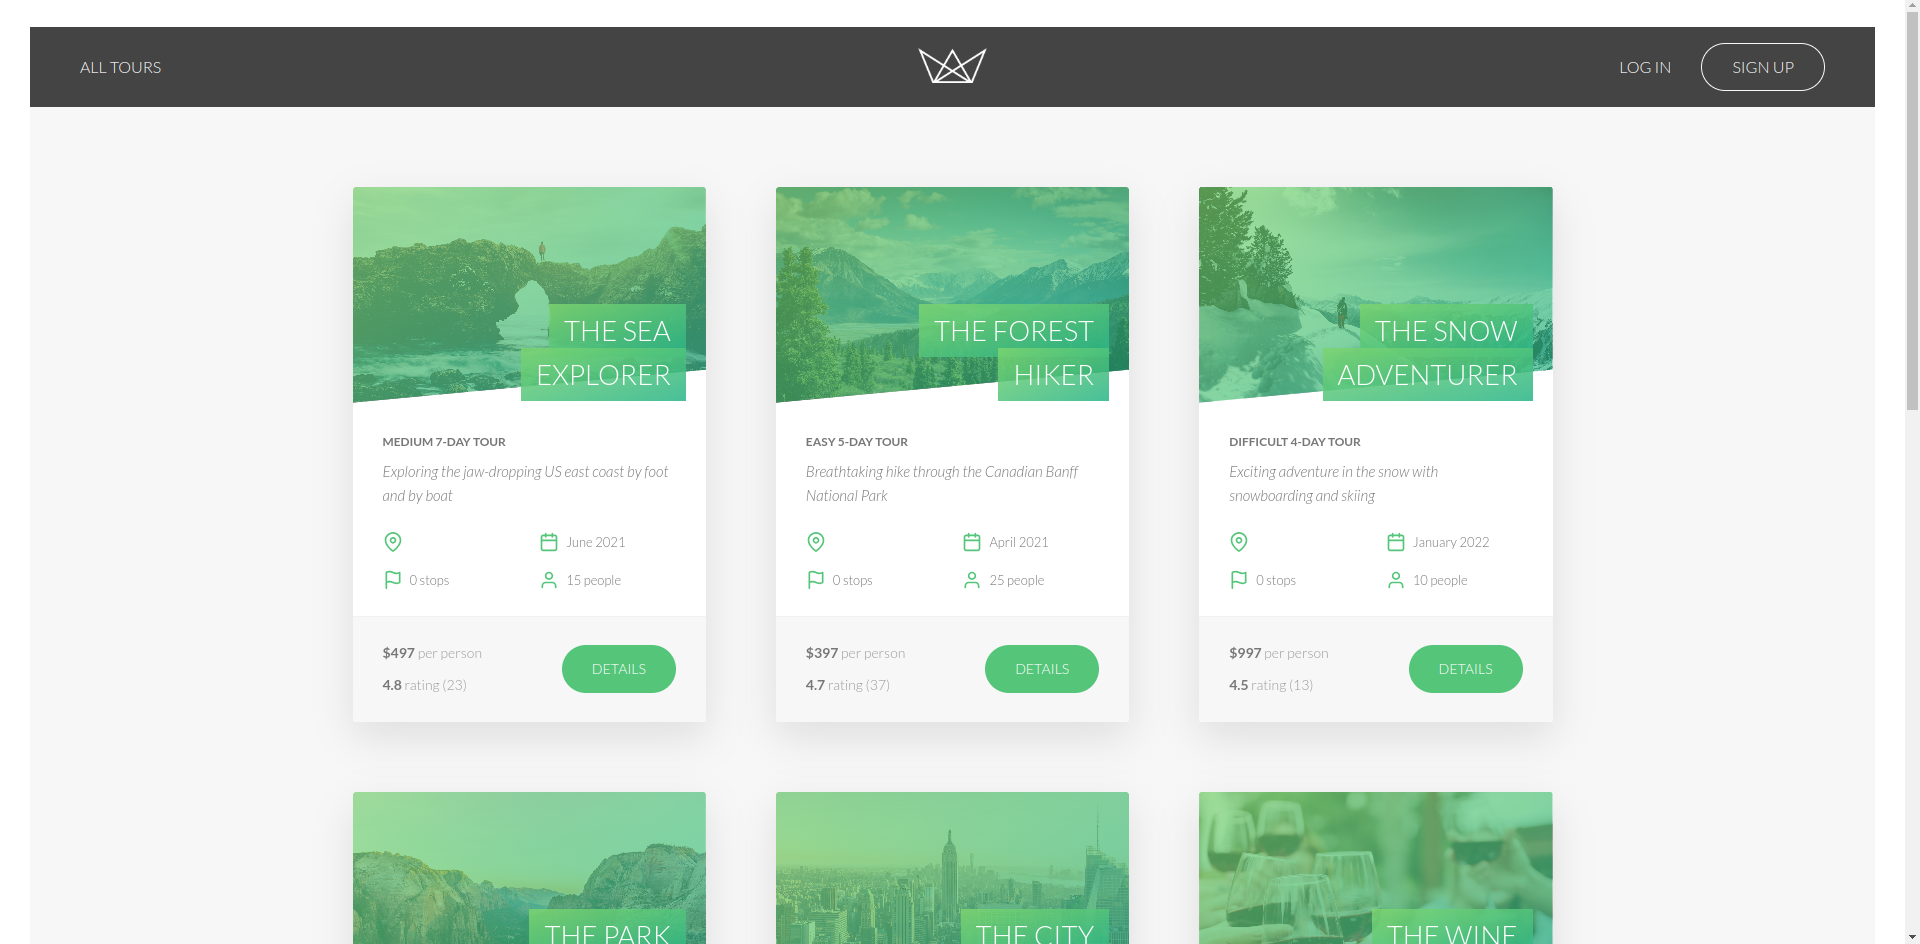 ALL TOURS
LOG IN
SIGN UP
THE SEA
EXPLORER
MEDIUM 7-DAY TOUR
Exploring the jaw-dropping US east coast by foot
and by boat
June 2021
0 stops
15 people
$497 per person
4.8 rating (23)
DETAILS
THE FOREST
HIKER
EASY 5-DAY TOUR
Breathtaking hike through the Canadian Banff
National Park
April 2021
0 stops
25 people
$397 per person
4.7 rating (37)
DETAILS
THE SNOW
ADVENTURER
DIFFICULT 4-DAY TOUR
Exciting adventure in the snow with
snowboarding and skiing
January 2022
0 stops
10 people
$997 per person
4.5 rating (13)
DETAILS
THE PARK
THE CITY
THE WINE